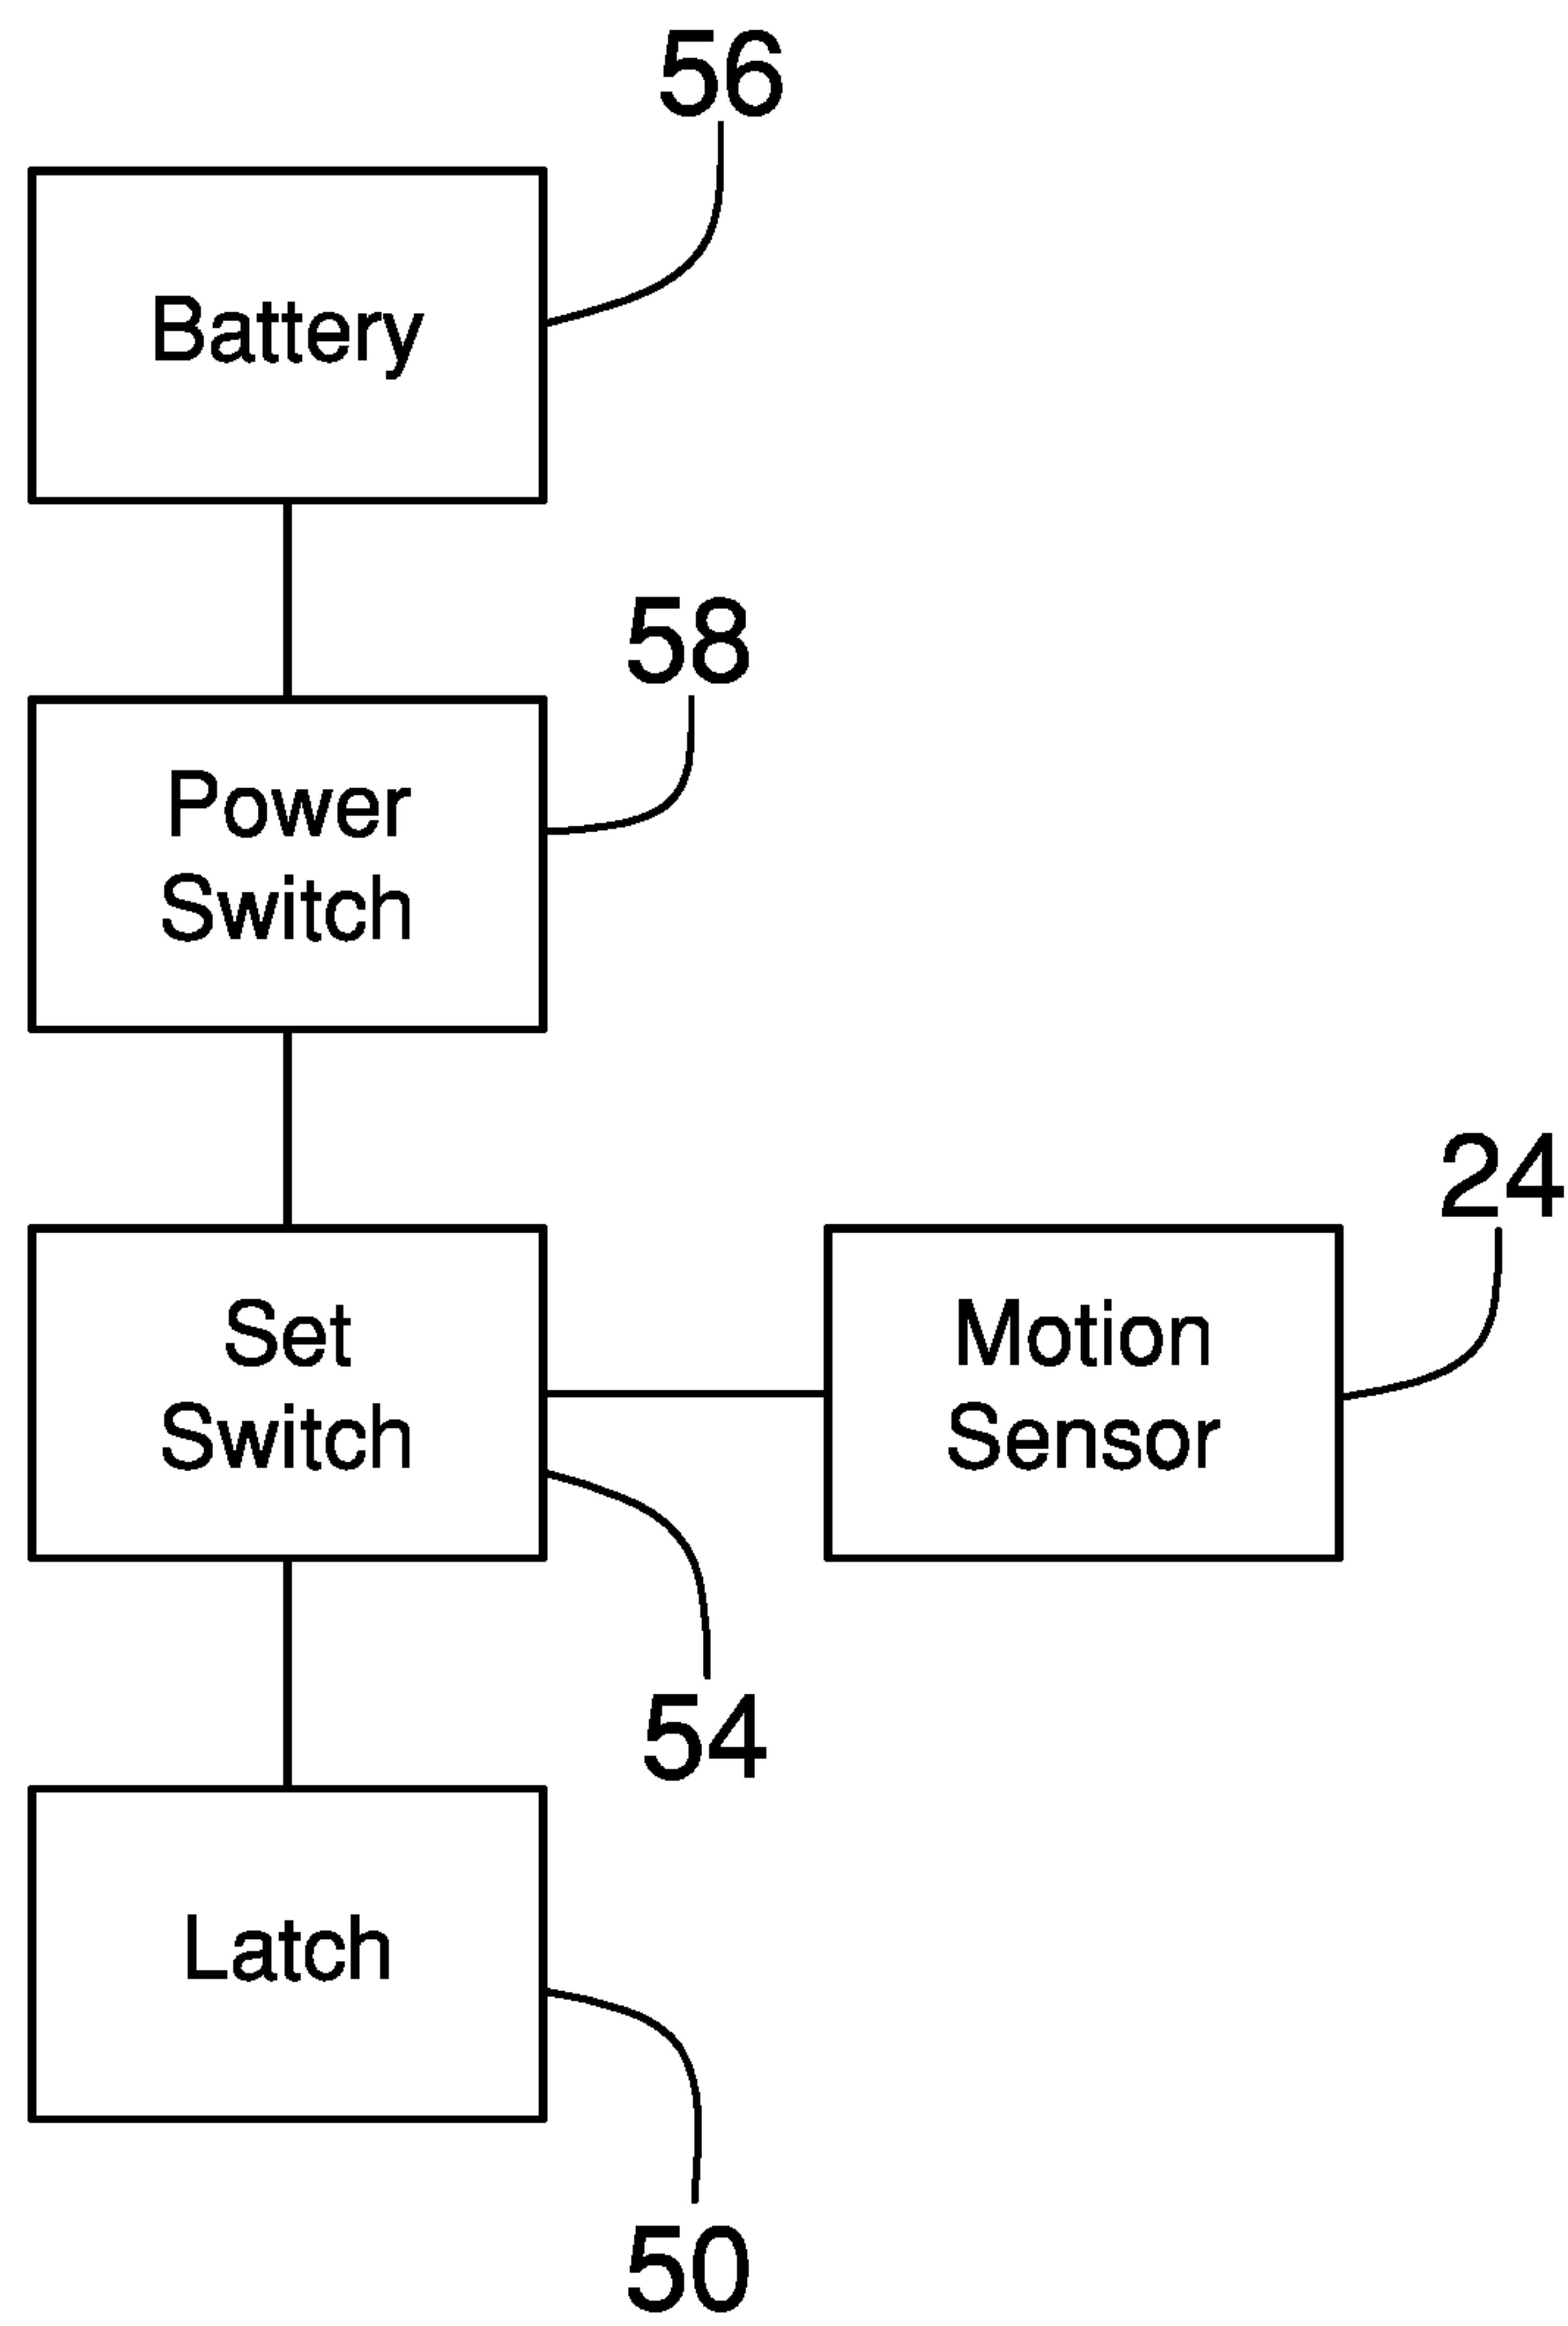 56
Battery
58
Power
Switch
24
Set
Switch
Motion
Sensor
54
Latch
50